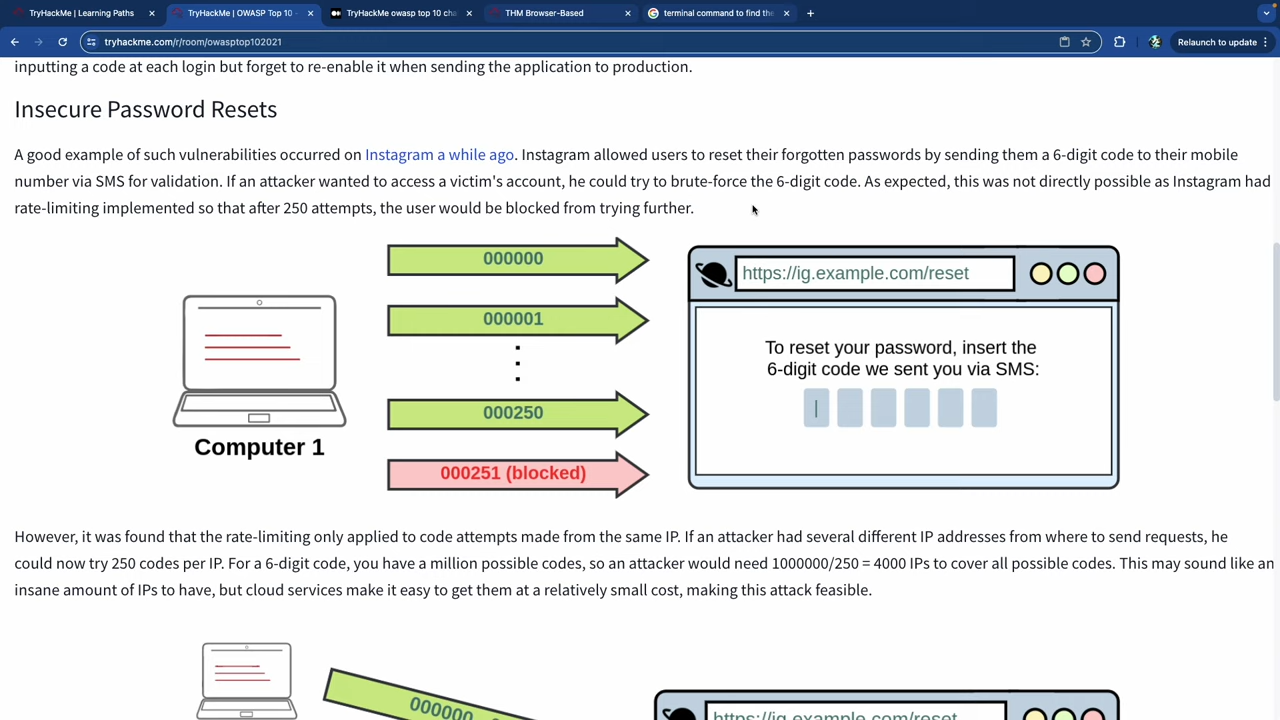 TryHackMe | Learning Paths
TryHackMe | OWASP Top 10 -
TryHackMe owasp top 10 cha
THM Browser-Based
terminal command to find the
tryhackme.com/r/room/owasptop102021
Relaunch to update
inputting a code at each login but forget to re-enable it when sending the application to production.
Insecure Password Resets
A good example of such vulnerabilities occurred on Instagram a while ago. Instagram allowed users to reset their forgotten passwords by sending them a 6-digit code to their mobile
number via SMS for validation. If an attacker wanted to access a victim's account, he could try to brute-force the 6-digit code. As expected, this was not directly possible as Instagram had
rate-limiting implemented so that after 250 attempts, the user would be blocked from trying further.
000000
000001
000250
000251 (blocked)
Computer 1
https://ig.example.com/reset
To reset your password, insert the
6-digit code we sent you via SMS:
However, it was found that the rate-limiting only applied to code attempts made from the same IP. If an attacker had several different IP addresses from where to send requests, he
could now try 250 codes per IP. For a 6-digit code, you have a million possible codes, so an attacker would need 1000000/250 = 4000 IPs to cover all possible codes. This may sound like an
insane amount of IPs to have, but cloud services make it easy to get them at a relatively small cost, making this attack feasible.
000000
https://ig.example.com/reset